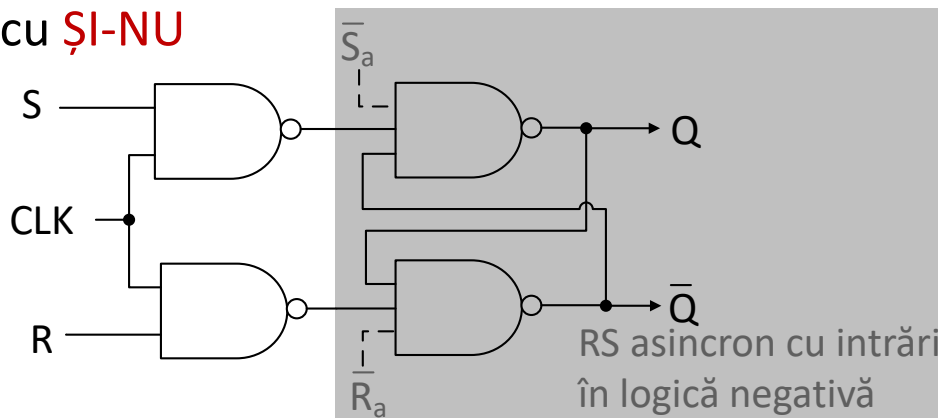 cu ȘI-NU
S̅ₐ
S
Q
CLK
Q̅
R
RS asincron cu intrări
în logică negativă
R̅ₐ